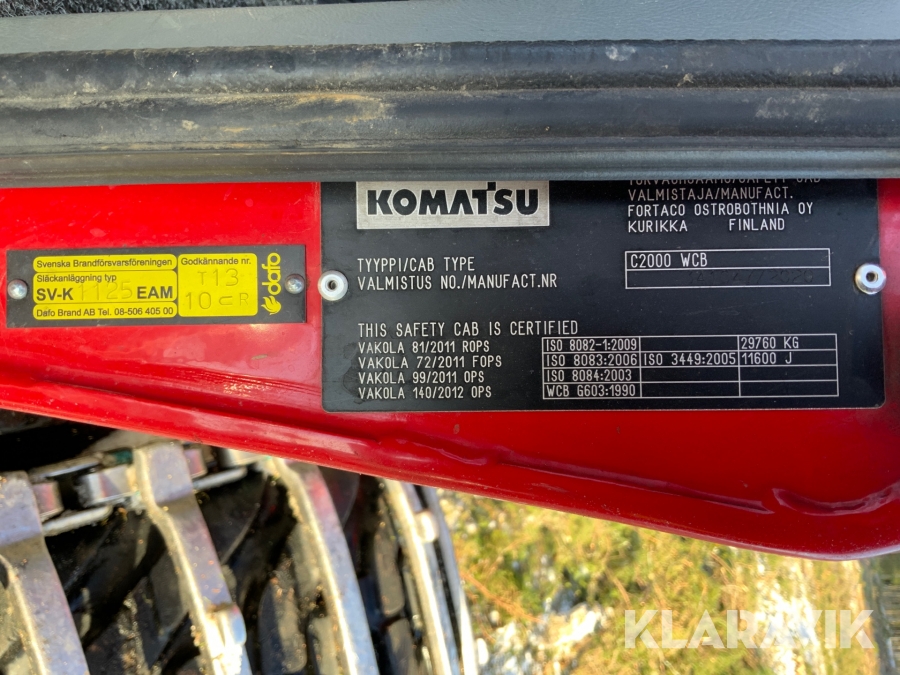 KOMATSU
VALMISTAJA/MANUFACT.
FORTACO OSTROBOTHNIA OY
KURIKKA FINLAND
TYYPPI/CAB TYPE C2000 WCB
VALMISTUS NO./MANUFACT.NR
THIS SAFETY CAB IS CERTIFIED
VAKOLA 81/2011 ROPS ISO 8082-1:2009 29760 KG
VAKOLA 72/2011 FOPS ISO 8083:2006 ISO 3449:2005 11600 J
VAKOLA 99/2011 OPS ISO 8084:2003
VAKOLA 140/2012 OPS WCB G603:1990
Svenska Brandförsvarsföreningen
Släckanläggning typ
SV-K T125 EAM
Dafo Brand AB Tel. 08-506 405 00
Godkännande nr.
T13
10 R
dafo
KLARAVIK